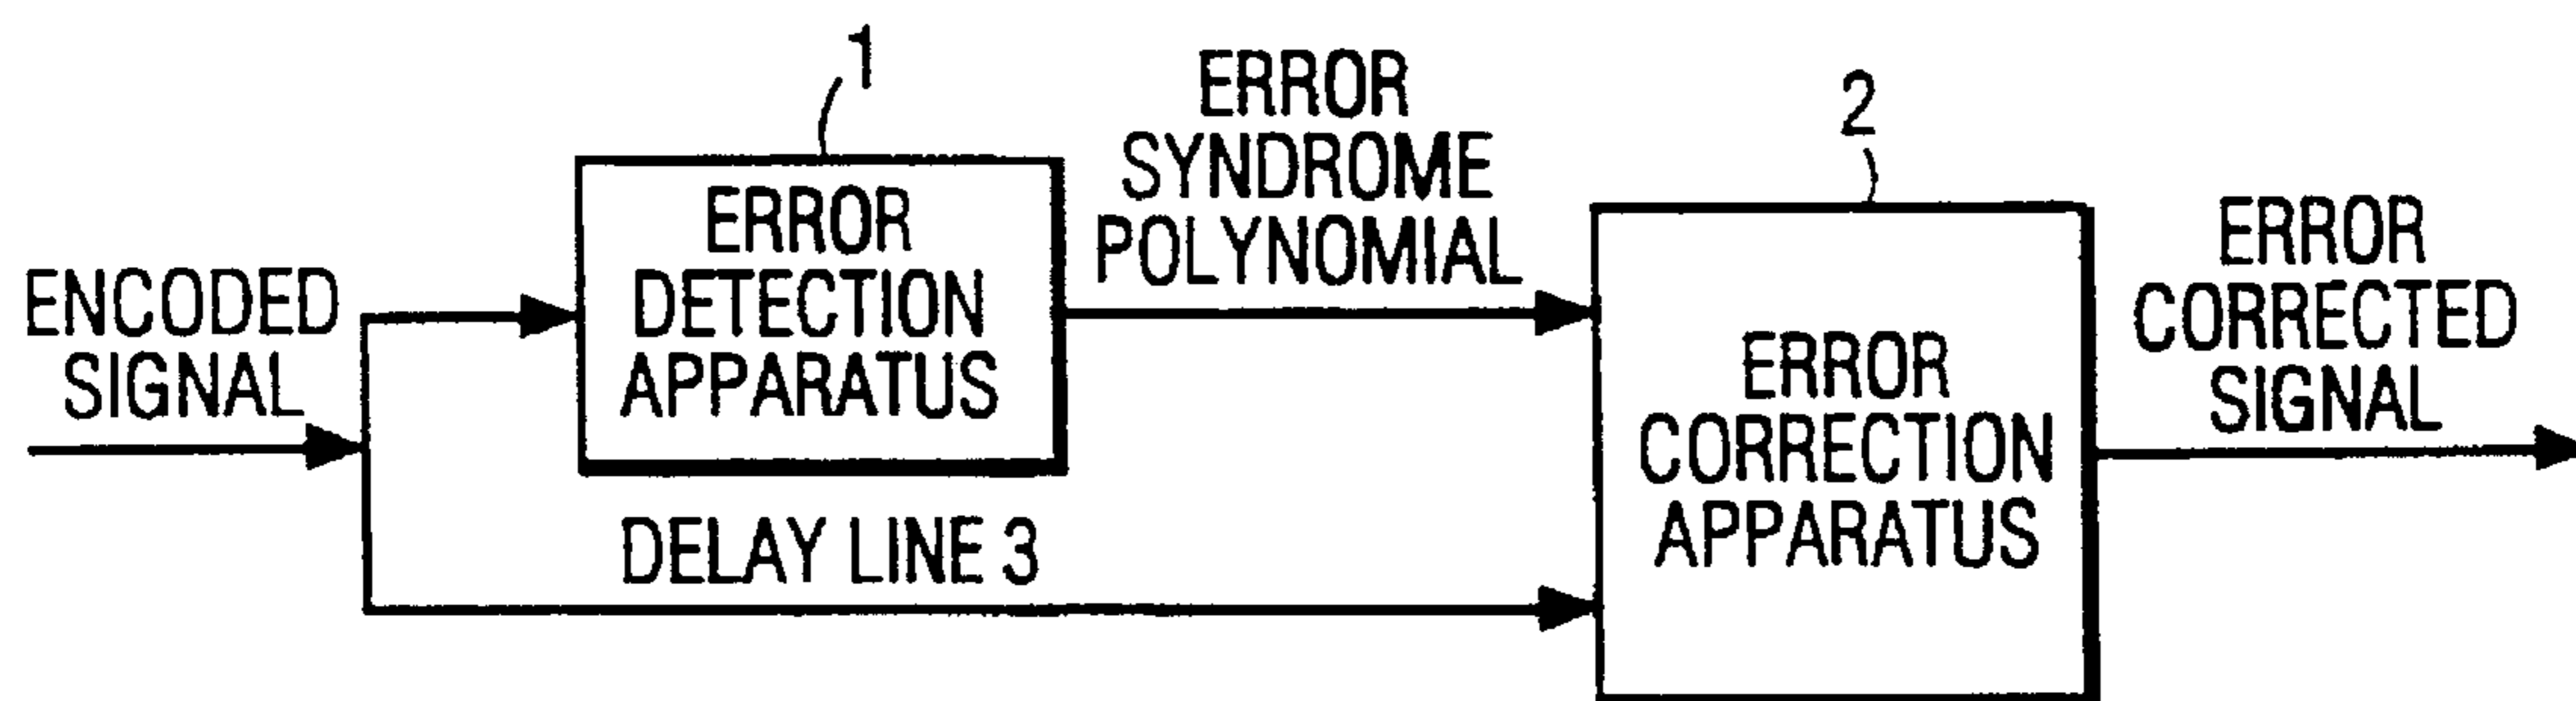 ENCODED
SIGNAL
1
ERROR
DETECTION
APPARATUS
ERROR
SYNDROME
POLYNOMIAL
DELAY LINE 3
2
ERROR
CORRECTION
APPARATUS
ERROR
CORRECTED
SIGNAL